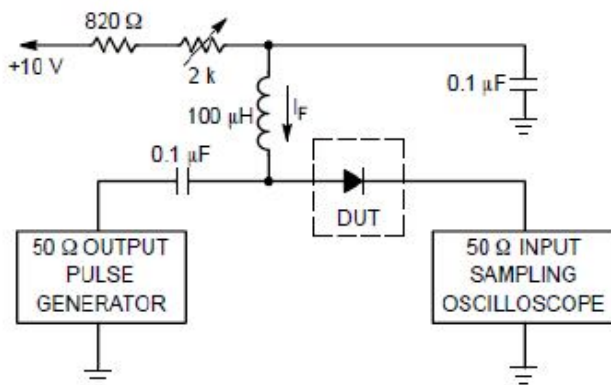 820 Ω
+10 V
2 k
100 µH
IF
0.1 µF
0.1 µF
DUT
50 Ω OUTPUT
PULSE
GENERATOR
50 Ω INPUT
SAMPLING
OSCILLOSCOPE